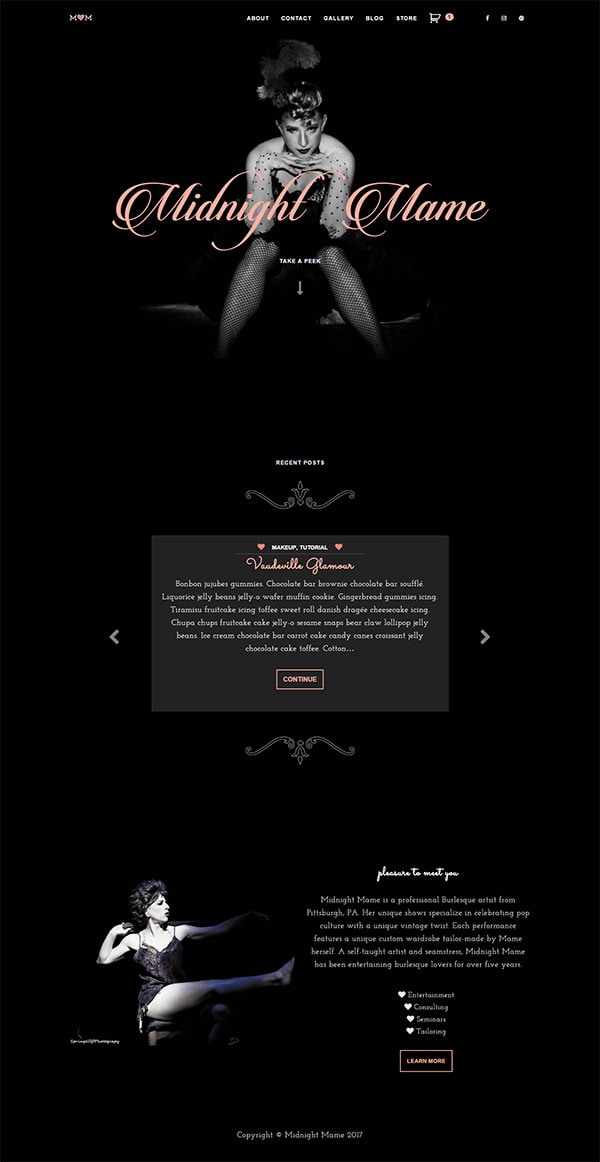 M♥M
ABOUT CONTACT GALLERY BLOG STORE 1
Midnight Mame
TAKE A PEEK
RECENT POSTS
MAKEUP, TUTORIAL
Vaudeville Glamour
Bonbon jujubes gummies. Chocolate bar brownie chocolate bar soufflé.
Liquorice jelly beans jelly-o wafer muffin cookie. Gingerbread gummies icing.
Tiramisu fruitcake icing toffee sweet roll danish dragée cheesecake icing.
Chupa chups fruitcake cake jelly-o sesame snaps bear claw lollipop jelly
beans. Ice cream chocolate bar carrot cake candy canes croissant jelly
chocolate cake toffee. Cotton...
CONTINUE
pleasure to meet you
Midnight Mame is a professional Burlesque artist from
Pittsburgh, PA. Her unique shows specialize in celebrating pop
culture with a unique vintage twist. Each performance
features a unique custom wardrobe tailor-made by Mame
herself. A self-taught artist and seamstress, Midnight Mame
has been entertaining burlesque lovers for over five years.
Entertainment
Consulting
Seminars
Tailoring
LEARN MORE
Copyright © Midnight Mame 2017